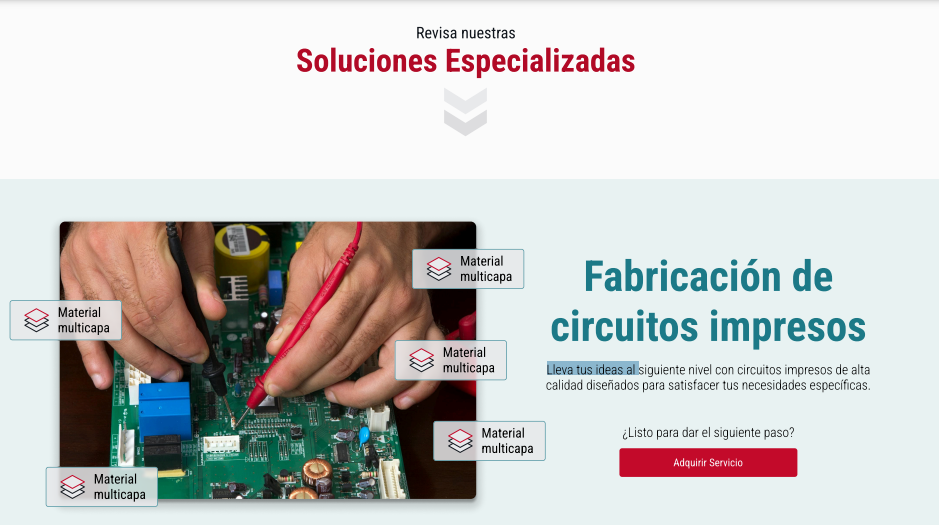 Revisa nuestras
Soluciones Especializadas
Material
multicapa
Material
multicapa
Material
multicapa
Material
multicapa
Material
multicapa
Fabricación de
circuitos impresos
Lleva tus ideas al siguiente nivel con circuitos impresos de alta
calidad diseñados para satisfacer tus necesidades específicas.
¿Listo para dar el siguiente paso?
Adquirir Servicio